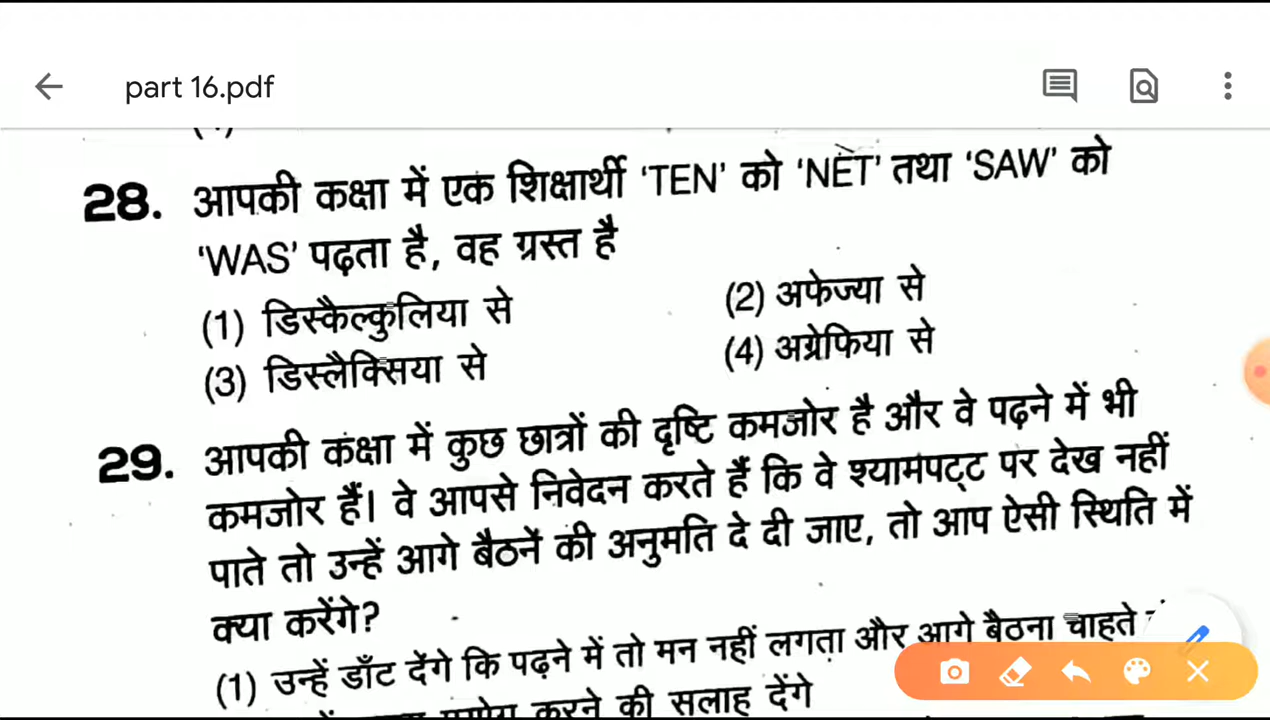 part 16.pdf
28. आपकी कक्षा में एक शिक्षार्थी 'TEN' को 'NET' तथा 'SAW' को
'WAS' पढ़ता है, वह ग्रस्त है
(1) डिस्कैल्कुलिया से (2) अफेज्या से
(3) डिस्लैक्सिया से (4) अग्रेफिया से
29. आपकी कक्षा में कुछ छात्रों की दृष्टि कमजोर है और वे पढ़ने में भी
कमजोर हैं। वे आपसे निवेदन करते हैं कि वे श्यामपट्ट पर देख नहीं
पाते तो उन्हें आगे बैठनें की अनुमति दे दी जाए, तो आप ऐसी स्थिति में
क्या करेंगे?
(1) उन्हें डाँट देंगे कि पढ़ने में तो मन नहीं लगता और आगे बैठना चाहते
करने की सलाह देंगे